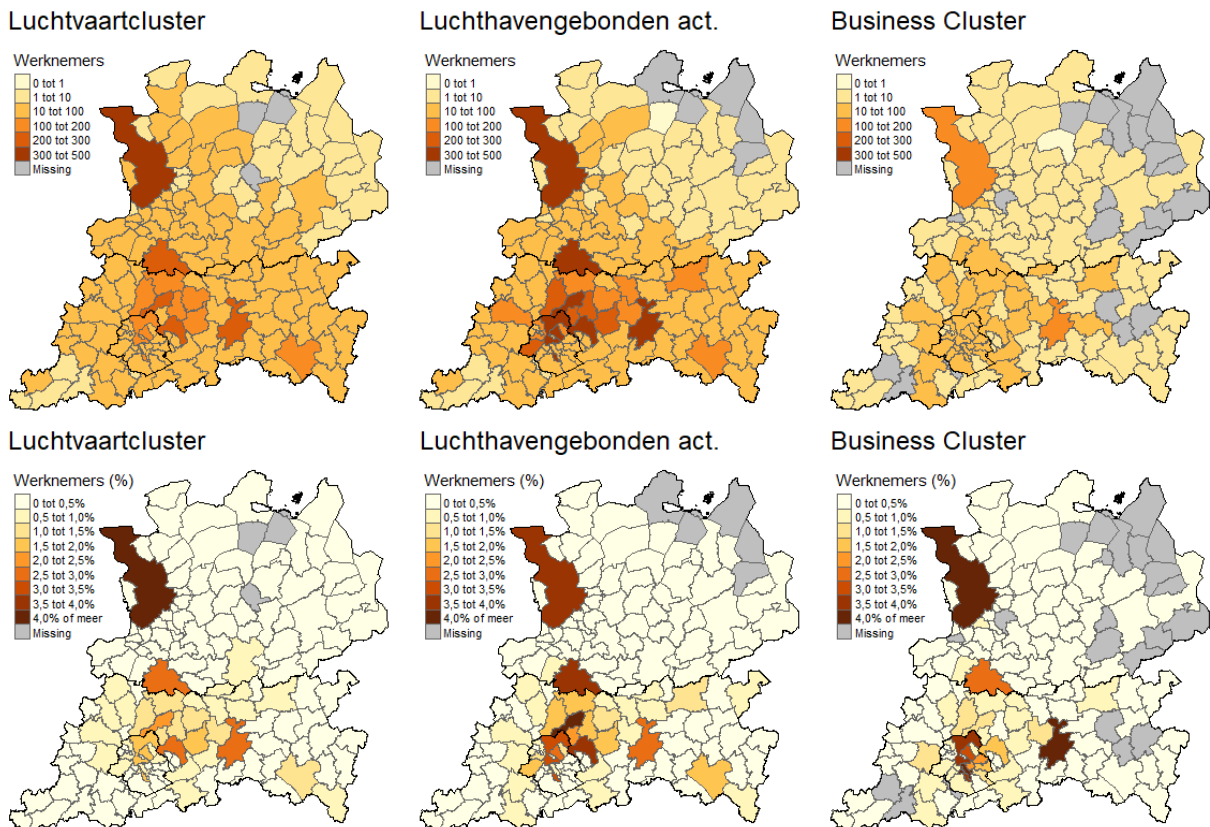 Luchtvaartcluster
Werknemers
0 tot 1
1 tot 10
10 tot 100
100 tot 200
200 tot 300
300 tot 500
Missing
Luchthavengebonden act.
Werknemers
0 tot 1
1 tot 10
10 tot 100
100 tot 200
200 tot 300
300 tot 500
Missing
Business Cluster
Werknemers
0 tot 1
1 tot 10
10 tot 100
100 tot 200
200 tot 300
300 tot 500
Missing
Luchtvaartcluster
Werknemers (%)
0 tot 0,5%
0,5 tot 1,0%
1,0 tot 1,5%
1,5 tot 2,0%
2,0 tot 2,5%
2,5 tot 3,0%
3,0 tot 3,5%
3,5 tot 4,0%
4,0% of meer
Missing
Luchthavengebonden act.
Werknemers (%)
0 tot 0,5%
0,5 tot 1,0%
1,0 tot 1,5%
1,5 tot 2,0%
2,0 tot 2,5%
2,5 tot 3,0%
3,0 tot 3,5%
3,5 tot 4,0%
4,0% of meer
Missing
Business Cluster
Werknemers (%)
0 tot 0,5%
0,5 tot 1,0%
1,0 tot 1,5%
1,5 tot 2,0%
2,0 tot 2,5%
2,5 tot 3,0%
3,0 tot 3,5%
3,5 tot 4,0%
4,0% of meer
Missing